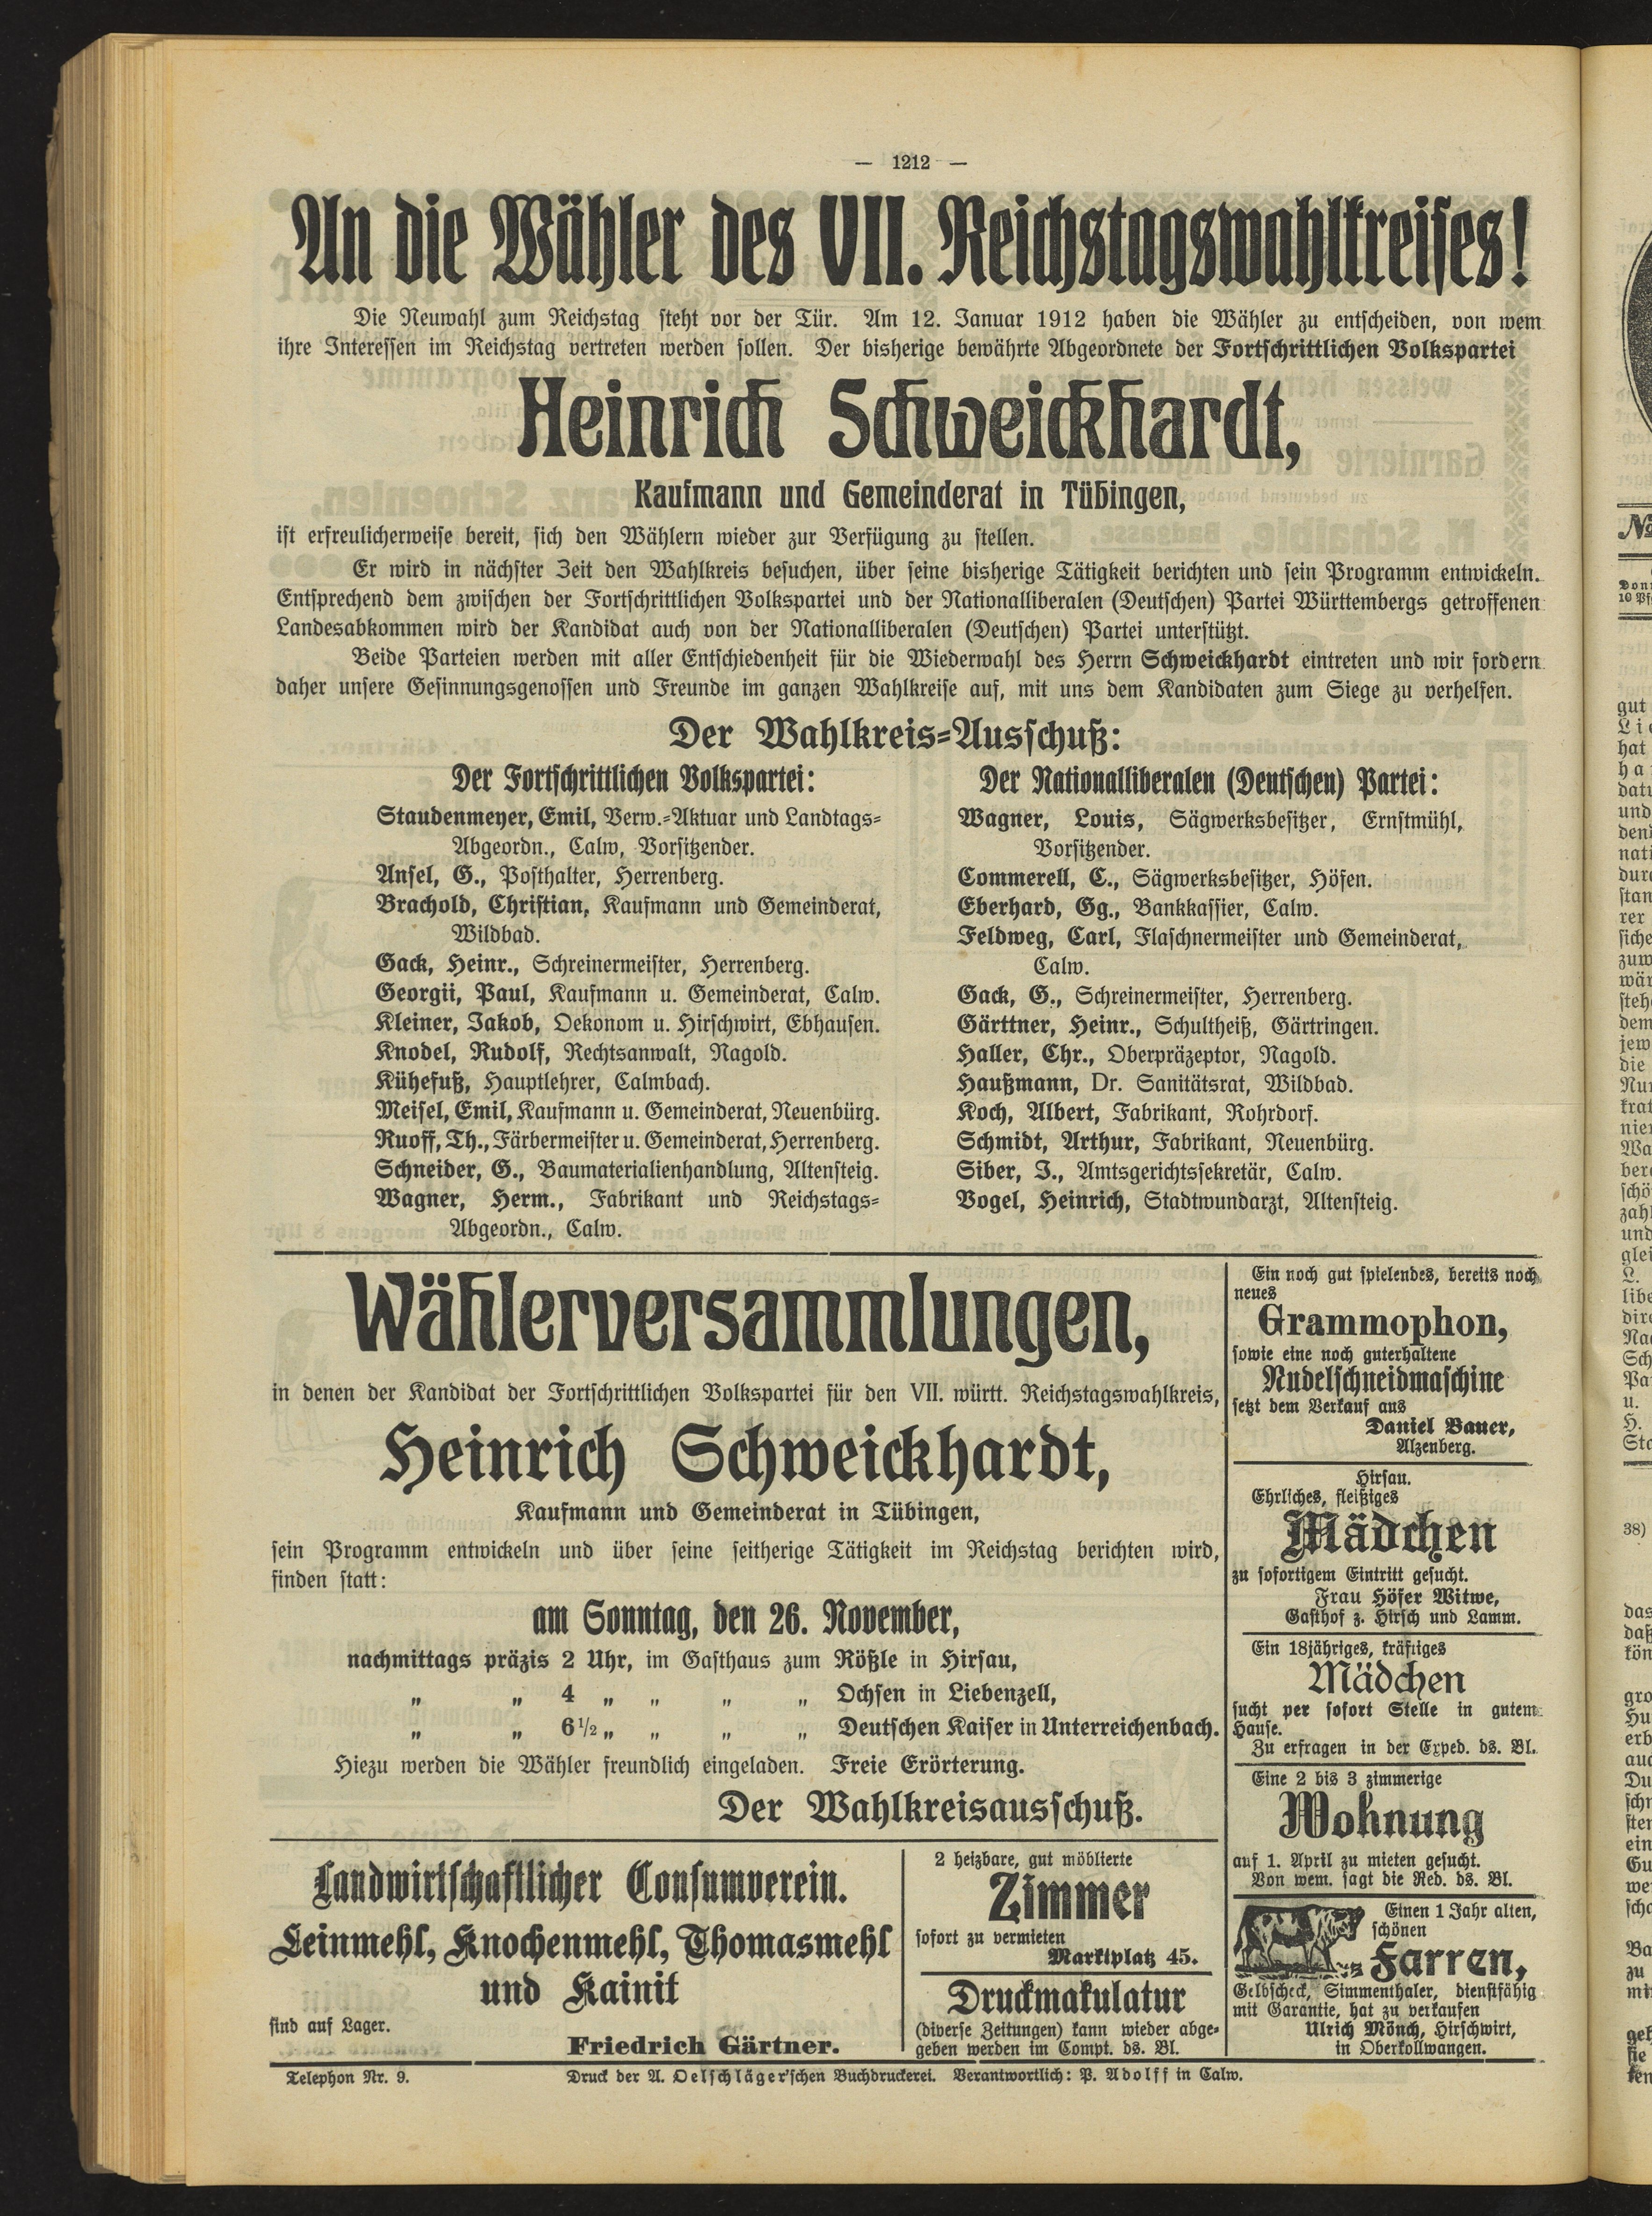 — 1212 —
An die Wähler des VII. Reichstagswahlkreises!
Die Neuwahl zum Reichstag steht vor der Tür. Am 12. Januar 1912 haben die Wähler zu entscheiden, von wem
ihre Interessen im Reichstag vertreten werden sollen. Der bisherige bewährte Abgeordnete der Fortschrittlichen Volkspartei
Heinrich Schweickhardt,
Kaufmann und Gemeinderat in Tübingen,
ist erfreulicherweise bereit, sich den Wählern wieder zur Verfügung zu stellen.
Er wird in nächster Zeit den Wahlkreis besuchen, über seine bisherige Tätigkeit berichten und sein Programm entwickeln.
Entsprechend dem zwischen der Fortschrittlichen Volkspartei und der Nationalliberalen (Deutschen) Partei Württembergs getroffenen
Landesabkommen wird der Kandidat auch von der Nationalliberalen (Deutschen) Partei unterstützt.
Beide Parteien werden mit aller Entschiedenheit für die Wiederwahl des Herrn Schweickhardt eintreten und wir fordern
daher unsere Gesinnungsgenossen und Freunde im ganzen Wahlkreise auf, mit uns dem Kandidaten zum Siege zu verhelfen.
Der Wahlkreis-Ausschuß:
Der Fortschrittlichen Volkspartei:
Staudenmeyer, Emil, Verw.-Aktuar und Landtags-
Abgeordn., Calw, Vorsitzender.
Ansel, G., Posthalter, Herrenberg.
Brachold, Christian, Kaufmann und Gemeinderat,
Wildbad.
Gack, Heinr., Schreinermeister, Herrenberg.
Georgii, Paul, Kaufmann u. Gemeinderat, Calw.
Kleiner, Jakob, Oekonom u. Hirschwirt, Ebhausen.
Knodel, Rudolf, Rechtsanwalt, Nagold.
Kühefuß, Hauptlehrer, Calmbach.
Meisel, Emil, Kaufmann u. Gemeinderat, Neuenbürg.
Ruoff, Th., Färbermeister u. Gemeinderat, Herrenberg.
Schneider, G., Baumaterialienhandlung, Altensteig.
Wagner, Herm., Fabrikant und Reichstags-
Abgeordn., Calw.
Der Nationalliberalen (Deutschen) Partei:
Wagner, Louis, Sägwerksbesitzer, Ernstmühl,
Vorsitzender.
Commerell, C., Sägwerksbesitzer, Höfen.
Eberhard, Gg., Bankkassier, Calw.
Feldweg, Carl, Flaschnermeister und Gemeinderat,
Calw.
Gack, G., Schreinermeister, Herrenberg.
Gärttner, Heinr., Schultheiß, Gärtringen.
Haller, Chr., Oberpräzeptor, Nagold.
Haußmann, Dr. Sanitätsrat, Wildbad.
Koch, Albert, Fabrikant, Rohrdorf.
Schmidt, Arthur, Fabrikant, Neuenbürg.
Siber, J., Amtsgerichtssekretär, Calw.
Vogel, Heinrich, Stadtwundarzt, Altensteig.
Wählerversammlungen,
in denen der Kandidat der Fortschrittlichen Volkspartei für den VII. württ. Reichstagswahlkreis,
Heinrich Schweickhardt,
Kaufmann und Gemeinderat in Tübingen,
sein Programm entwickeln und über seine seitherige Tätigkeit im Reichstag berichten wird,
finden statt:
am Sonntag, den 26. November,
nachmittags präzis 2 Uhr, im Gasthaus zum Rößle in Hirsau,
„ „ 4 „ „ „ „ Ochsen in Liebenzell,
„ „ 6½ „ „ „ „ Deutschen Kaiser in Unterreichenbach.
Hiezu werden die Wähler freundlich eingeladen. Freie Erörterung.
Der Wahlkreisausschuß.
Landwirtschaftlicher Consumverein.
Leinmehl, Knochenmehl, Thomasmehl
und Kainit
sind auf Lager.
Friedrich Gärtner.
2 heizbare, gut möblierte
Zimmer
sofort zu vermieten
Marktplatz 45.
Druckmakulatur
(diverse Zeitungen) kann wieder abge-
geben werden im Compt. ds. Bl.
Ein noch gut spielendes, bereits noch
neues
Grammophon,
sowie eine noch guterhaltene
Nudelschneidmaschine
setzt dem Verkauf aus
Daniel Bauer,
Alzenberg.
Hirsau.
Ehrliches, fleißiges
Mädchen
zu sofortigem Eintritt gesucht.
Frau Höfer Witwe,
Gasthof z. Hirsch und Lamm.
Ein 18jähriges, kräftiges
Mädchen
sucht per sofort Stelle in gutem
Hause.
Zu erfragen in der Exped. ds. Bl.
Eine 2 bis 3 zimmerige
Wohnung
auf 1. April zu mieten gesucht.
Von wem, sagt die Red. ds. Bl.
Einen 1 Jahr alten,
schönen
Farren,
Gelbscheck, Simmenthaler, dienstfähig
mit Garantie, hat zu verkaufen
Ulrich Mönch, Hirschwirt,
in Oberkollwangen.
Telephon Nr. 9.
Druck der A. Oelschläger'schen Buchdruckerei. Verantwortlich: P. Adolff in Calw.